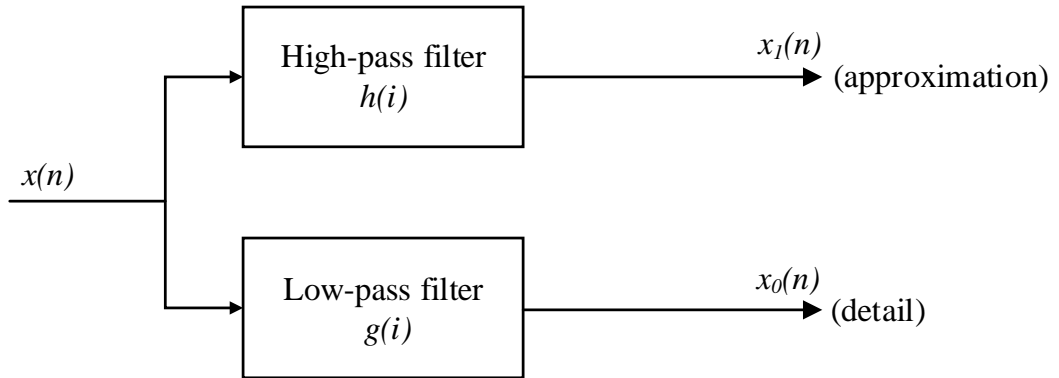 High-pass filter
h(i)
x₁(n)
(approximation)
x(n)
Low-pass filter
g(i)
x₀(n)
(detail)